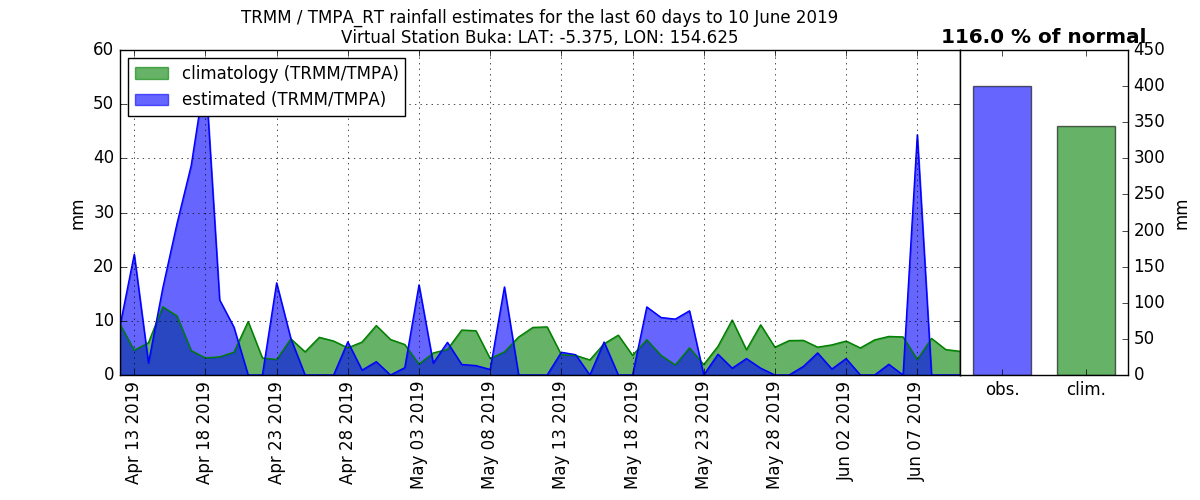 TRMM / TMPA_RT rainfall estimates for the last 60 days to 10 June 2019
Virtual Station Buka: LAT: -5.375, LON: 154.625
116.0 % of normal
climatology (TRMM/TMPA)
estimated (TRMM/TMPA)
60
50
40
30
20
10
0
mm
Apr 13 2019
Apr 18 2019
Apr 23 2019
Apr 28 2019
May 03 2019
May 08 2019
May 13 2019
May 18 2019
May 23 2019
May 28 2019
Jun 02 2019
Jun 07 2019
obs.
clim.
450
400
350
300
250
200
150
100
50
0
mm